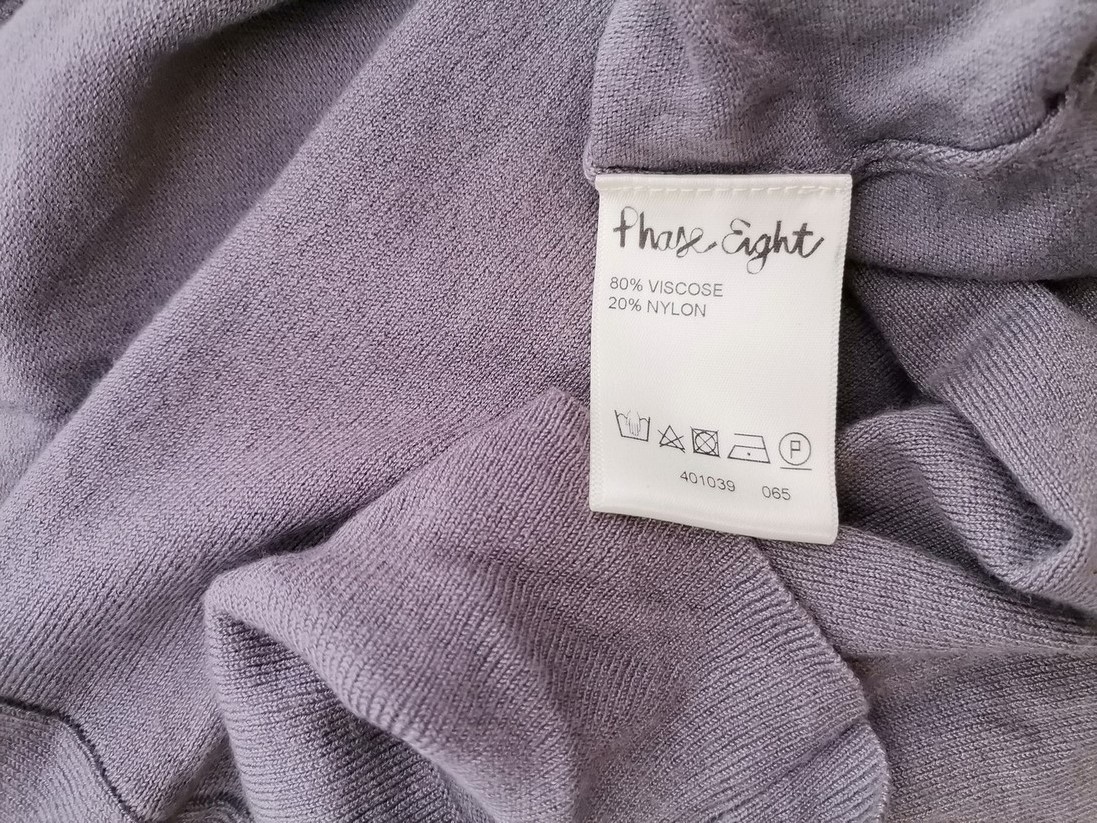 Phase Eight
80% VISCOSE
20% NYLON
P
401039 065